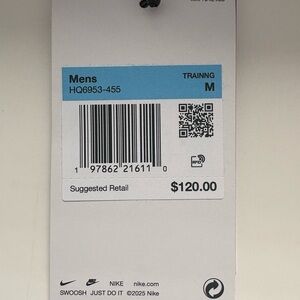 Mens
TRAINNG
HQ6953-455
M
1 97862 21611 0
Suggested Retail
$120.00
NIKE nike.com
SWOOSH JUST DO IT ©2025 Nike